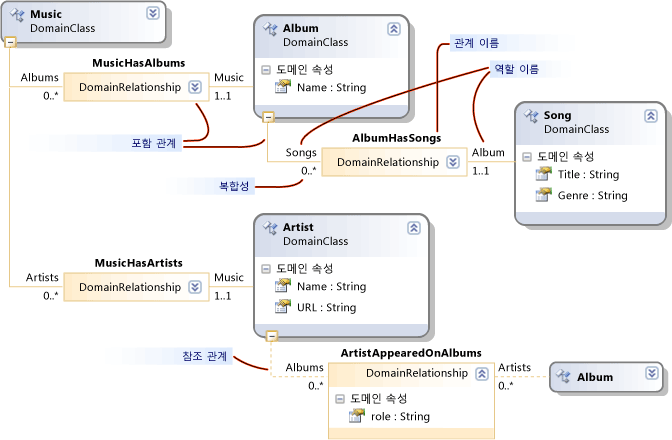 Music
DomainClass
Album
DomainClass
도메인 속성
Name : String
관계 이름
역할 이름
MusicHasAlbums
Albums
0..*
DomainRelationship
Music
1..1
포함 관계
복합성
AlbumHasSongs
Songs
0..*
DomainRelationship
Album
1..1
Song
DomainClass
도메인 속성
Title : String
Genre : String
Artist
DomainClass
도메인 속성
Name : String
URL : String
MusicHasArtists
Artists
0..*
DomainRelationship
Music
1..1
참조 관계
ArtistAppearedOnAlbums
Albums
0..*
DomainRelationship
도메인 속성
role : String
Artists
0..*
Album